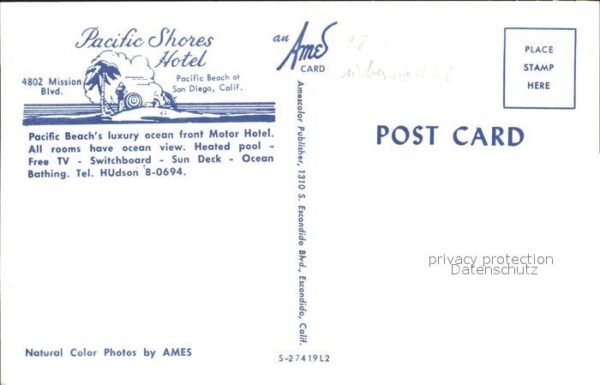 Pacific Shores
Hotel
4802 Mission
Blvd.
Pacific Beach at
San Diego, Calif.
Pacific Beach's luxury ocean front Motor Hotel.
All rooms have ocean view. Heated pool -
Free TV - Switchboard - Sun Deck - Ocean
Bathing. Tel. HUdson 8-0694.
Natural Color Photos by AMES
an
AmeS
CARD
Amescolor Publisher, 1310 S. Escondido Blvd., Escondido, Calif.
S-27419L2
PLACE
STAMP
HERE
POST CARD
privacy protection
Datenschutz